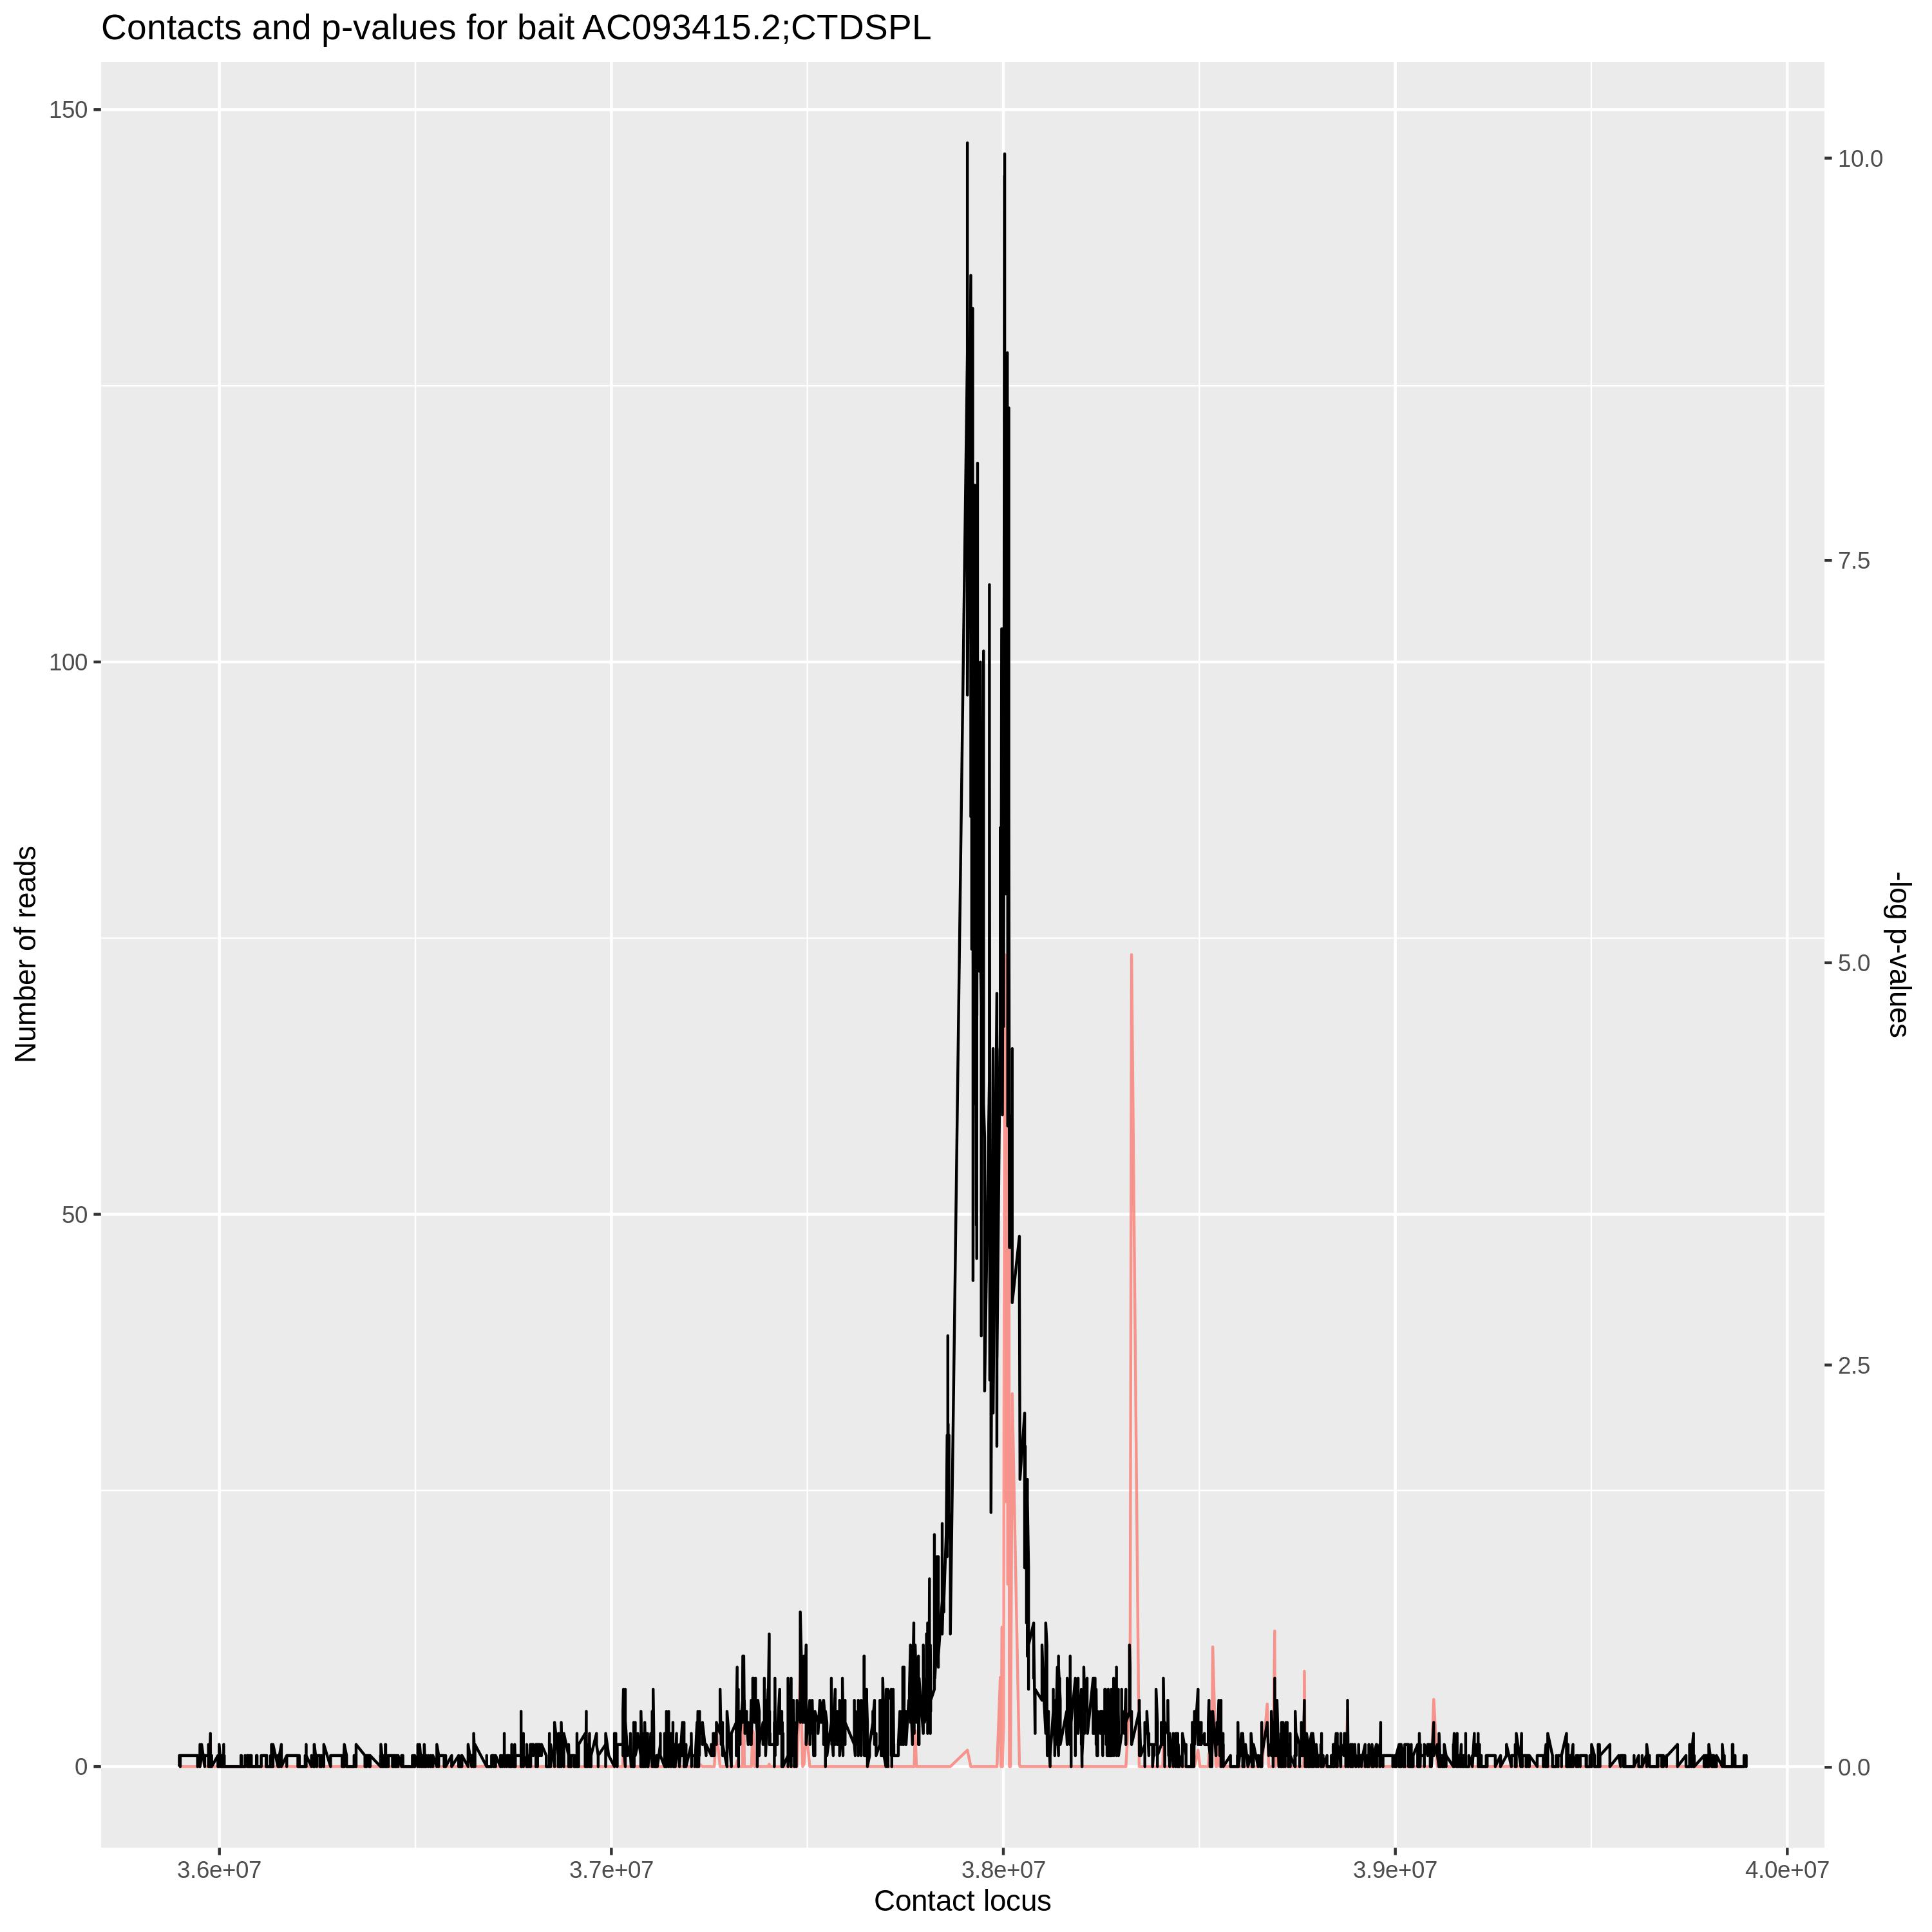 Contacts and p-values for bait AC093415.2;CTDSPL
150
100
50
0
Number of reads
10.0
7.5
5.0
2.5
0.0
-log p-values
3.6e+07
3.7e+07
3.8e+07
3.9e+07
4.0e+07
Contact locus